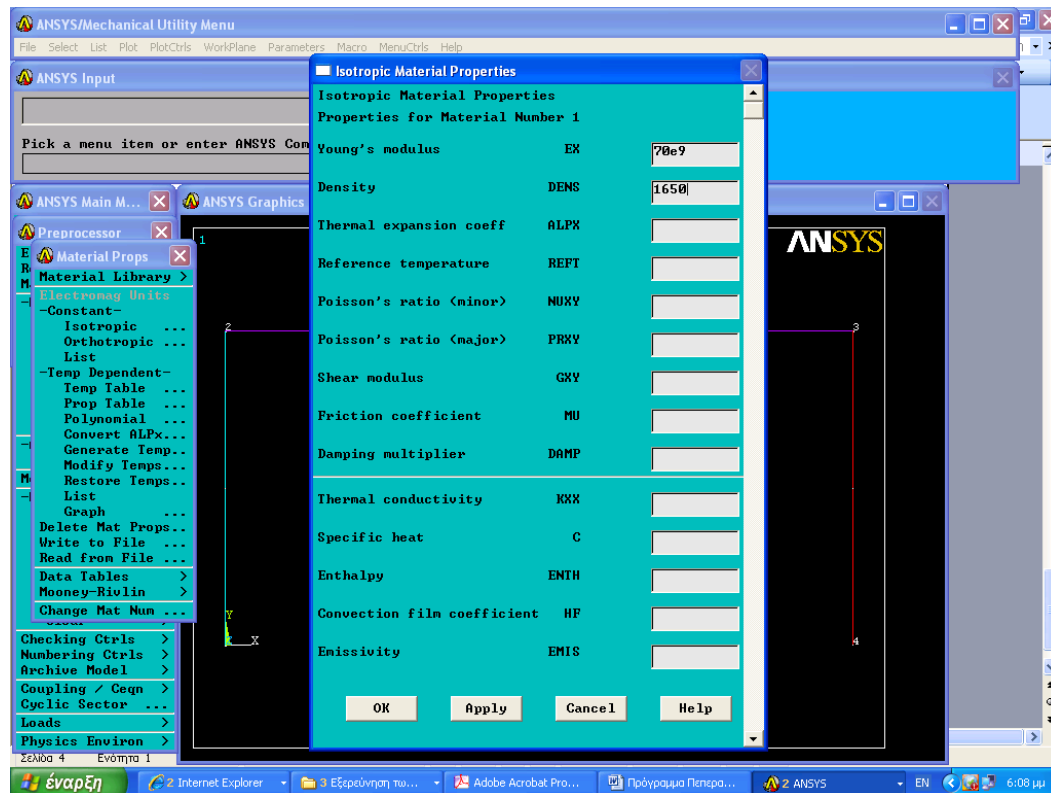 ANSYS/Mechanical Utility Menu
File Select List Plot PlotCtrls WorkPlane Parameters Macro MenuCtrls Help
ANSYS Input
Pick a menu item or enter ANSYS Com
ANSYS Main M...
ANSYS Graphics
Preprocessor
Material Props
Material Library >
Electromag Units
-Constant-
Isotropic ...
Orthotropic ...
List
-Temp Dependent-
Temp Table ...
Prop Table ...
Polynomial ...
Convert ALPx...
Generate Temp..
Modify Temps...
Restore Temps..
List
Graph ...
Delete Mat Props..
Write to File ...
Read from File ...
Data Tables >
Mooney-Rivlin >
Change Mat Num ...
Checking Ctrls >
Numbering Ctrls >
Archive Model >
Coupling / Ceqn >
Cyclic Sector ...
Loads >
Physics Environ >
1
ANSYS
2
3
4
Y
X
Isotropic Material Properties
Isotropic Material Properties
Properties for Material Number 1
Young's modulus EX 70e9
Density DENS 1650
Thermal expansion coeff ALPX
Reference temperature REFT
Poisson's ratio (minor) NUXY
Poisson's ratio (major) PRXY
Shear modulus GXY
Friction coefficient MU
Damping multiplier DAMP
Thermal conductivity KXX
Specific heat C
Enthalpy ENTH
Convection film coefficient HF
Emissivity EMIS
OK Apply Cancel Help
Σελίδα 4 Ενότητα 1
έναρξη 2 Internet Explorer 3 Εξερεύνηση τω... Adobe Acrobat Pro... Πρόγραμμα Πεπερα... 2 ANSYS EN 6:08 μμ